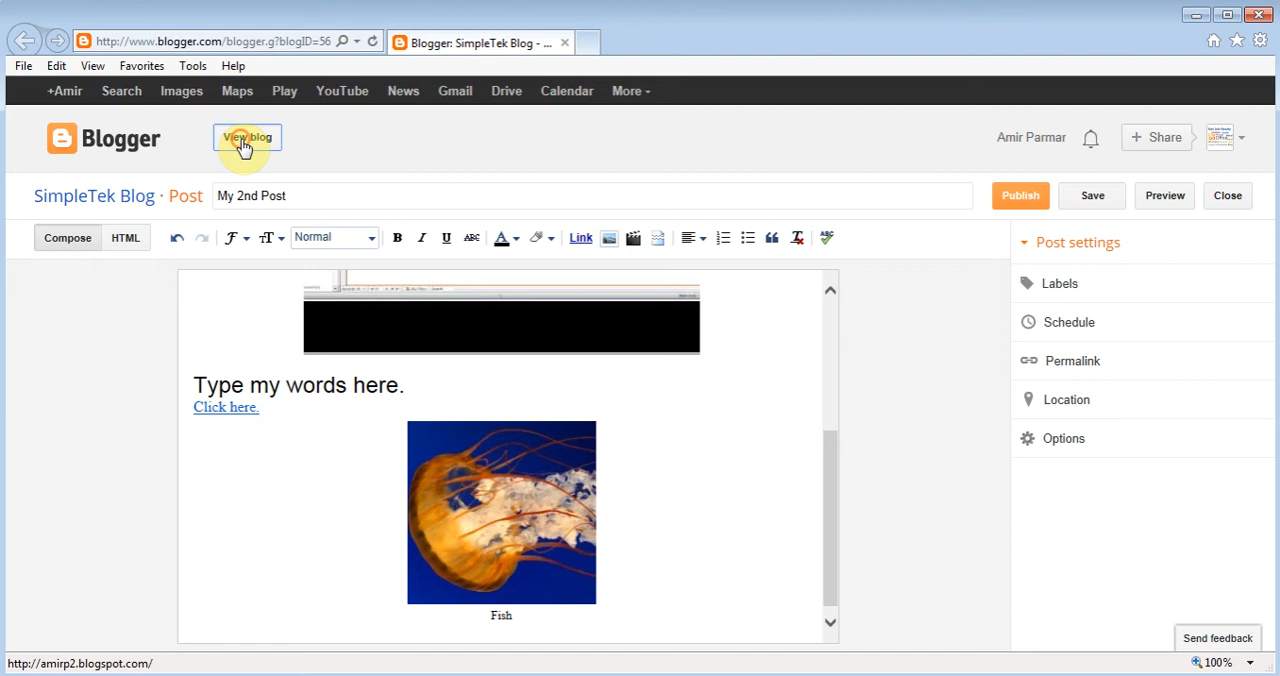 http://www.blogger.com/blogger.g?blogID=56
Blogger: SimpleTek Blog - ...
File Edit View Favorites Tools Help
+Amir Search Images Maps Play YouTube News Gmail Drive Calendar More
Blogger
View blog
Amir Parmar
+ Share
SimpleTek Blog · Post
My 2nd Post
Publish
Save
Preview
Close
Compose HTML
Normal
B I U ABC A Link
ABC
Post settings
Labels
Schedule
Permalink
Location
Options
Type my words here.
Click here.
Fish
Send feedback
http://amirp2.blogspot.com/
100%